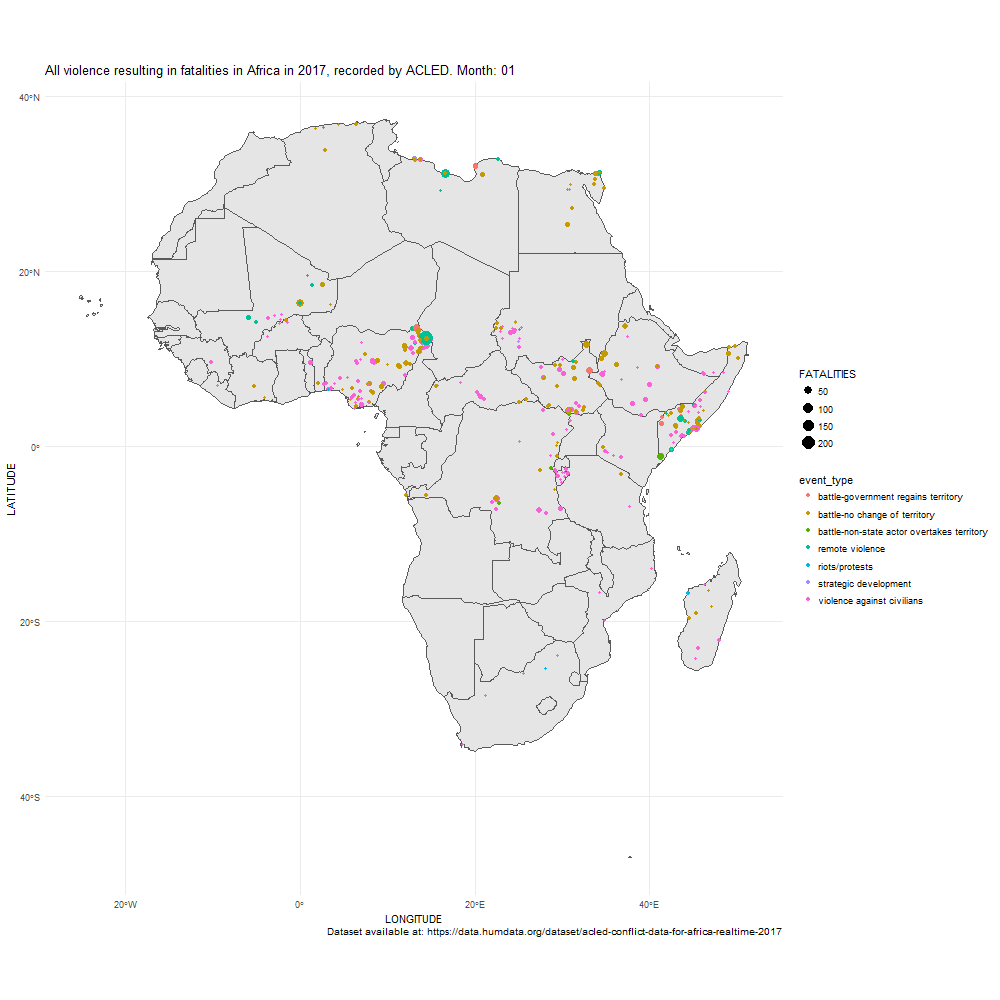 All violence resulting in fatalities in Africa in 2017, recorded by ACLED. Month: 01
40°N
20°N
0°
20°S
40°S
LATITUDE
20°W
0°
20°E
40°E
LONGITUDE
Dataset available at: https://data.humdata.org/dataset/acled-conflict-data-for-africa-realtime-2017
FATALITIES
50
100
150
200
event_type
battle-government regains territory
battle-no change of territory
battle-non-state actor overtakes territory
remote violence
riots/protests
strategic development
violence against civilians